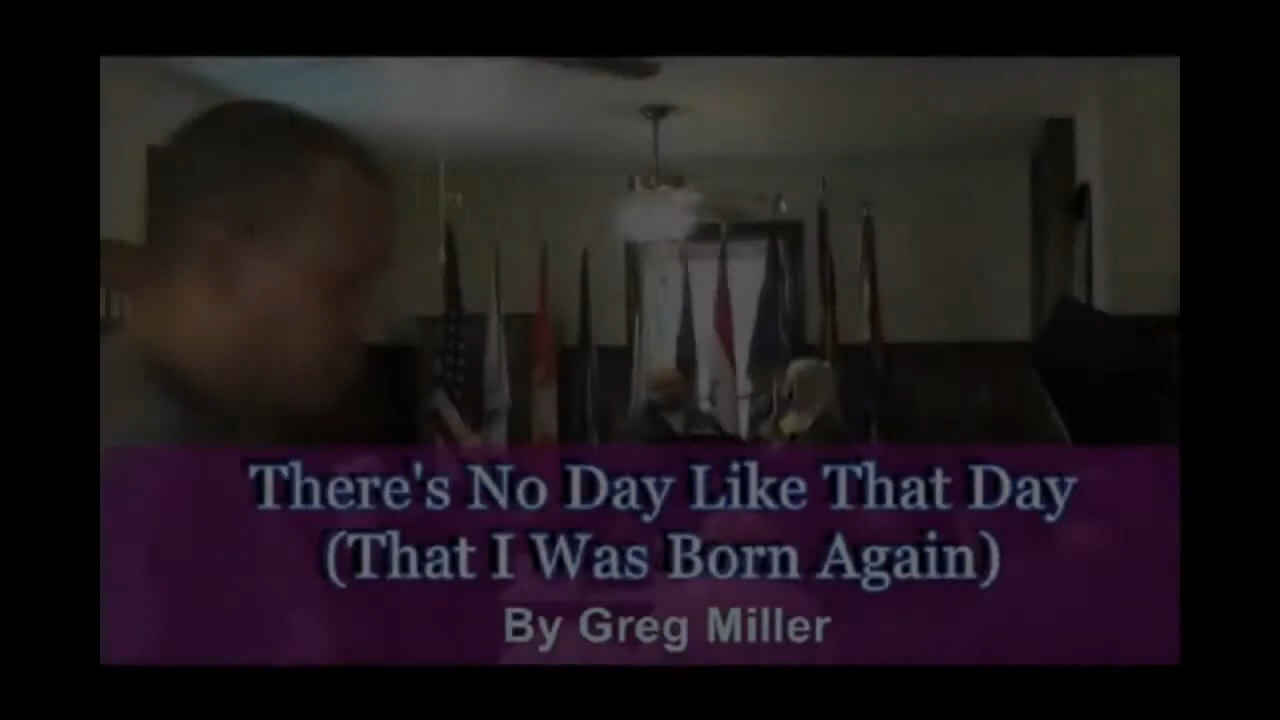 There's No Day Like That Day
(That I Was Born Again)
By Greg Miller